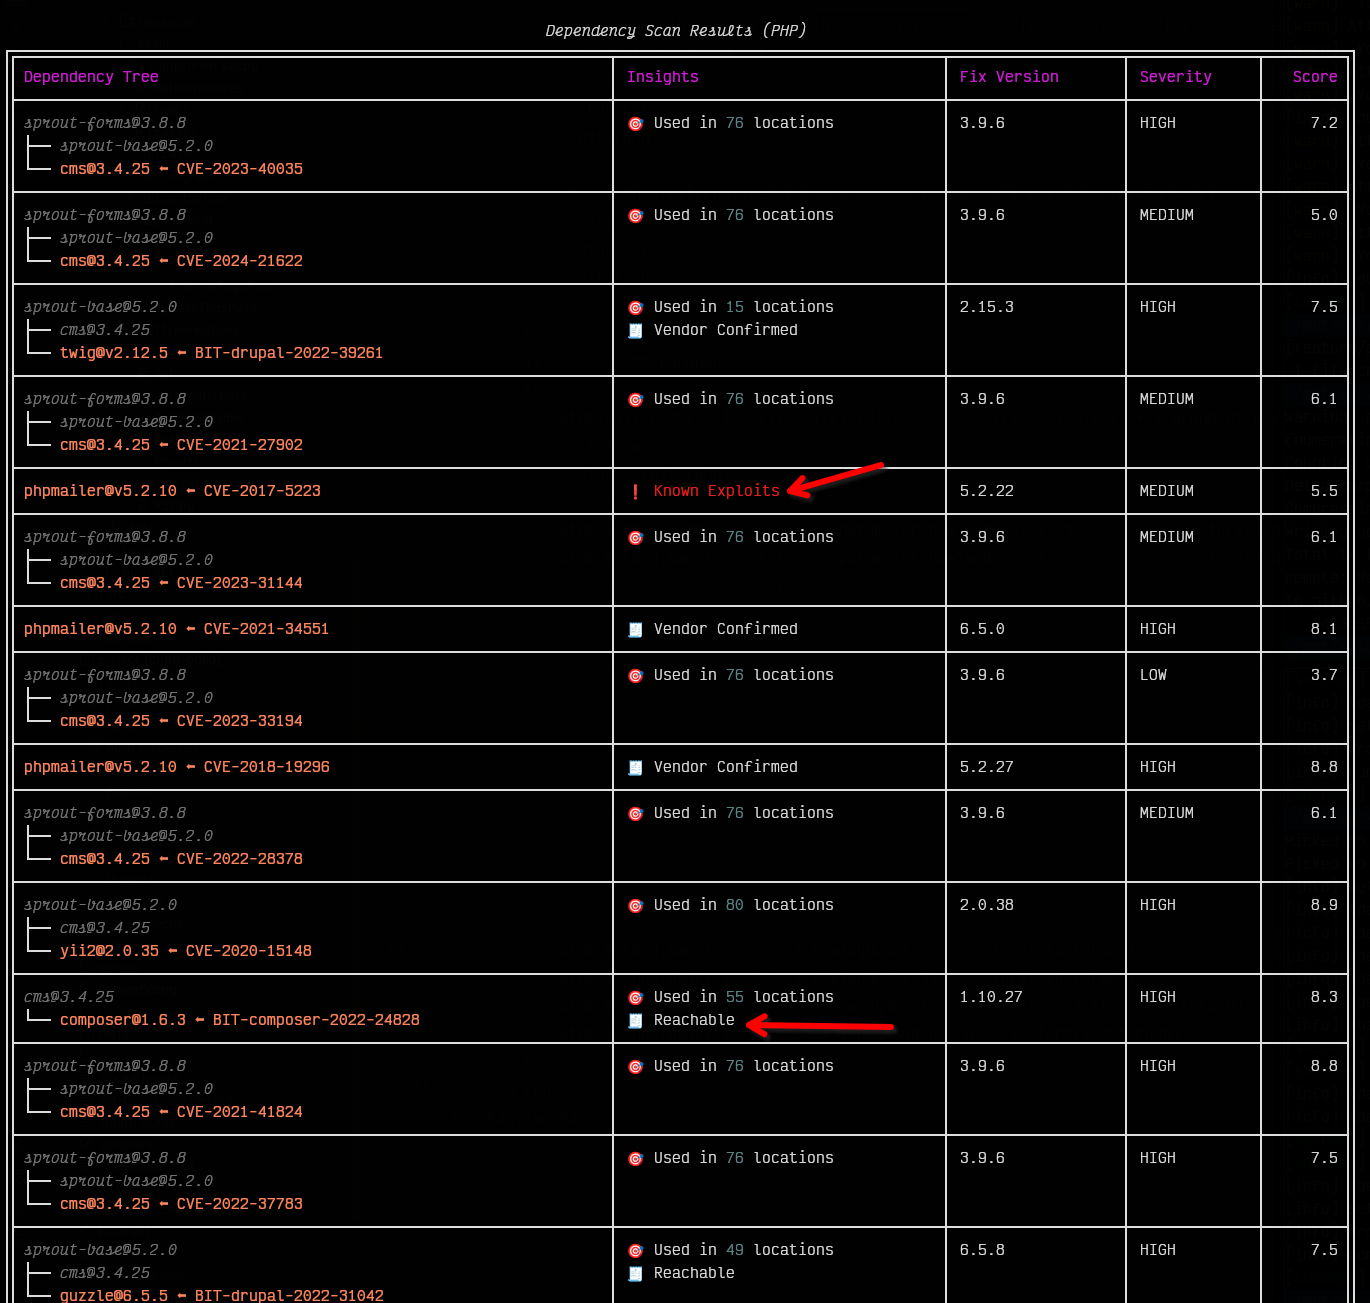 Dependency Scan Results (PHP)
Dependency Tree Insights Fix Version Severity Score
sprout-forms@3.8.8 Used in 76 locations 3.9.6 HIGH 7.2
sprout-base@5.2.0
cms@3.4.25 ⬅ CVE-2023-40035
sprout-forms@3.8.8 Used in 76 locations 3.9.6 MEDIUM 5.0
sprout-base@5.2.0
cms@3.4.25 ⬅ CVE-2024-21622
sprout-base@5.2.0 Used in 15 locations 2.15.3 HIGH 7.5
cms@3.4.25 Vendor Confirmed
twig@v2.12.5 ⬅ BIT-drupal-2022-39261
sprout-forms@3.8.8 Used in 76 locations 3.9.6 MEDIUM 6.1
sprout-base@5.2.0
cms@3.4.25 ⬅ CVE-2021-27902
phpmailer@v5.2.10 ⬅ CVE-2017-5223 ❗ Known Exploits 5.2.22 MEDIUM 5.5
sprout-forms@3.8.8 Used in 76 locations 3.9.6 MEDIUM 6.1
sprout-base@5.2.0
cms@3.4.25 ⬅ CVE-2023-31144
phpmailer@v5.2.10 ⬅ CVE-2021-34551 Vendor Confirmed 6.5.0 HIGH 8.1
sprout-forms@3.8.8 Used in 76 locations 3.9.6 LOW 3.7
sprout-base@5.2.0
cms@3.4.25 ⬅ CVE-2023-33194
phpmailer@v5.2.10 ⬅ CVE-2018-19296 Vendor Confirmed 5.2.27 HIGH 8.8
sprout-forms@3.8.8 Used in 76 locations 3.9.6 MEDIUM 6.1
sprout-base@5.2.0
cms@3.4.25 ⬅ CVE-2022-28378
sprout-base@5.2.0 Used in 80 locations 2.0.38 HIGH 8.9
cms@3.4.25
yii2@2.0.35 ⬅ CVE-2020-15148
cms@3.4.25 Used in 55 locations 1.10.27 HIGH 8.3
composer@1.6.3 ⬅ BIT-composer-2022-24828 Reachable
sprout-forms@3.8.8 Used in 76 locations 3.9.6 HIGH 8.8
sprout-base@5.2.0
cms@3.4.25 ⬅ CVE-2021-41824
sprout-forms@3.8.8 Used in 76 locations 3.9.6 HIGH 7.5
sprout-base@5.2.0
cms@3.4.25 ⬅ CVE-2022-37783
sprout-base@5.2.0 Used in 49 locations 6.5.8 HIGH 7.5
cms@3.4.25 Reachable
guzzle@6.5.5 ⬅ BIT-drupal-2022-31042